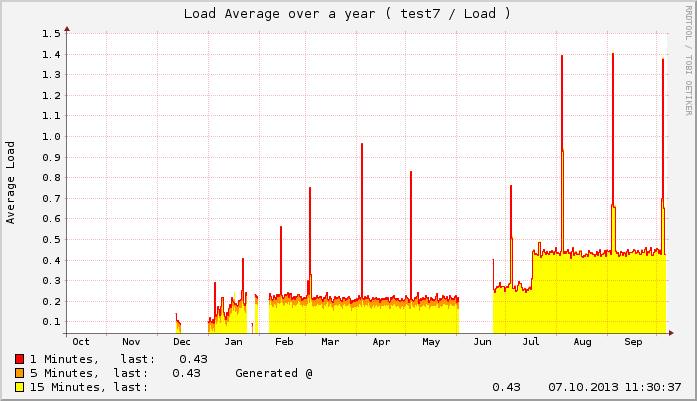 Load Average over a year ( test7 / Load )
RRDTOOL / TOBI OETIKER
Average Load
1.5
1.4
1.3
1.2
1.1
1.0
0.9
0.8
0.7
0.6
0.5
0.4
0.3
0.2
0.1
Oct Nov Dec Jan Feb Mar Apr May Jun Jul Aug Sep
1 Minutes, last: 0.43
5 Minutes, last: 0.43 Generated @
15 Minutes, last: 0.43 07.10.2013 11:30:37